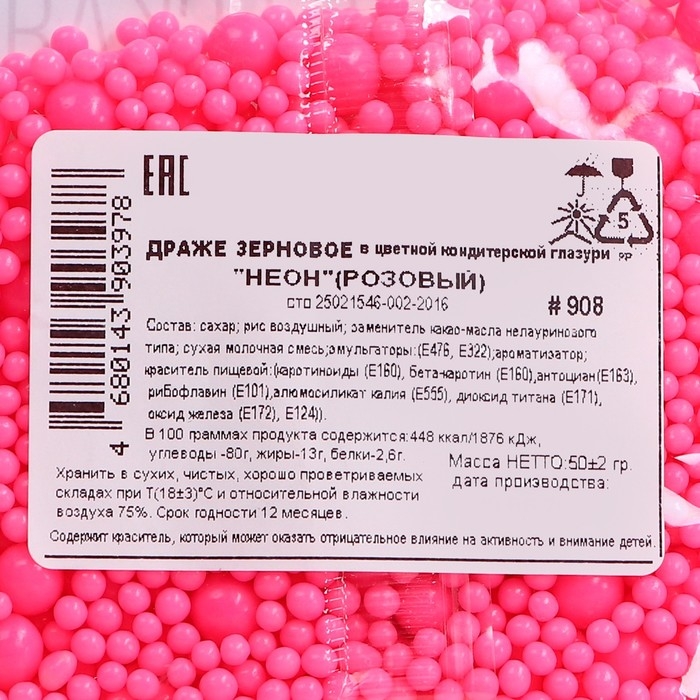 ЕАС
5
PP
ДРАЖЕ ЗЕРНОВОЕ в цветной кондитерской глазури
"НЕОН"(РОЗОВЫЙ)
сто 25021546-002-2016
# 908
Состав: сахар; рис воздушный; заменитель какао-масла нелауринового
типа; сухая молочная смесь;эмульгаторы:(Е476, Е322);ароматизатор;
краситель пищевой:(каротиноиды (Е160), бета-каротин (Е160),антоциан(Е163),
рибофлавин (Е101),алюмосиликат калия (Е555), диоксид титана (Е171),
оксид железа (Е172), Е124)).
В 100 граммах продукта содержится:448 ккал/1876 кДж,
углеводы -80г, жиры-13г, белки-2,6г.
Масса НЕТТО:50±2 гр.
дата производства:
Хранить в сухих, чистых, хорошо проветриваемых
складах при Т(18±3)°С и относительной влажности
воздуха 75%. Срок годности 12 месяцев.
Содержит краситель, который может оказать отрицательное влияние на активность и внимание детей.
4 680143 903978